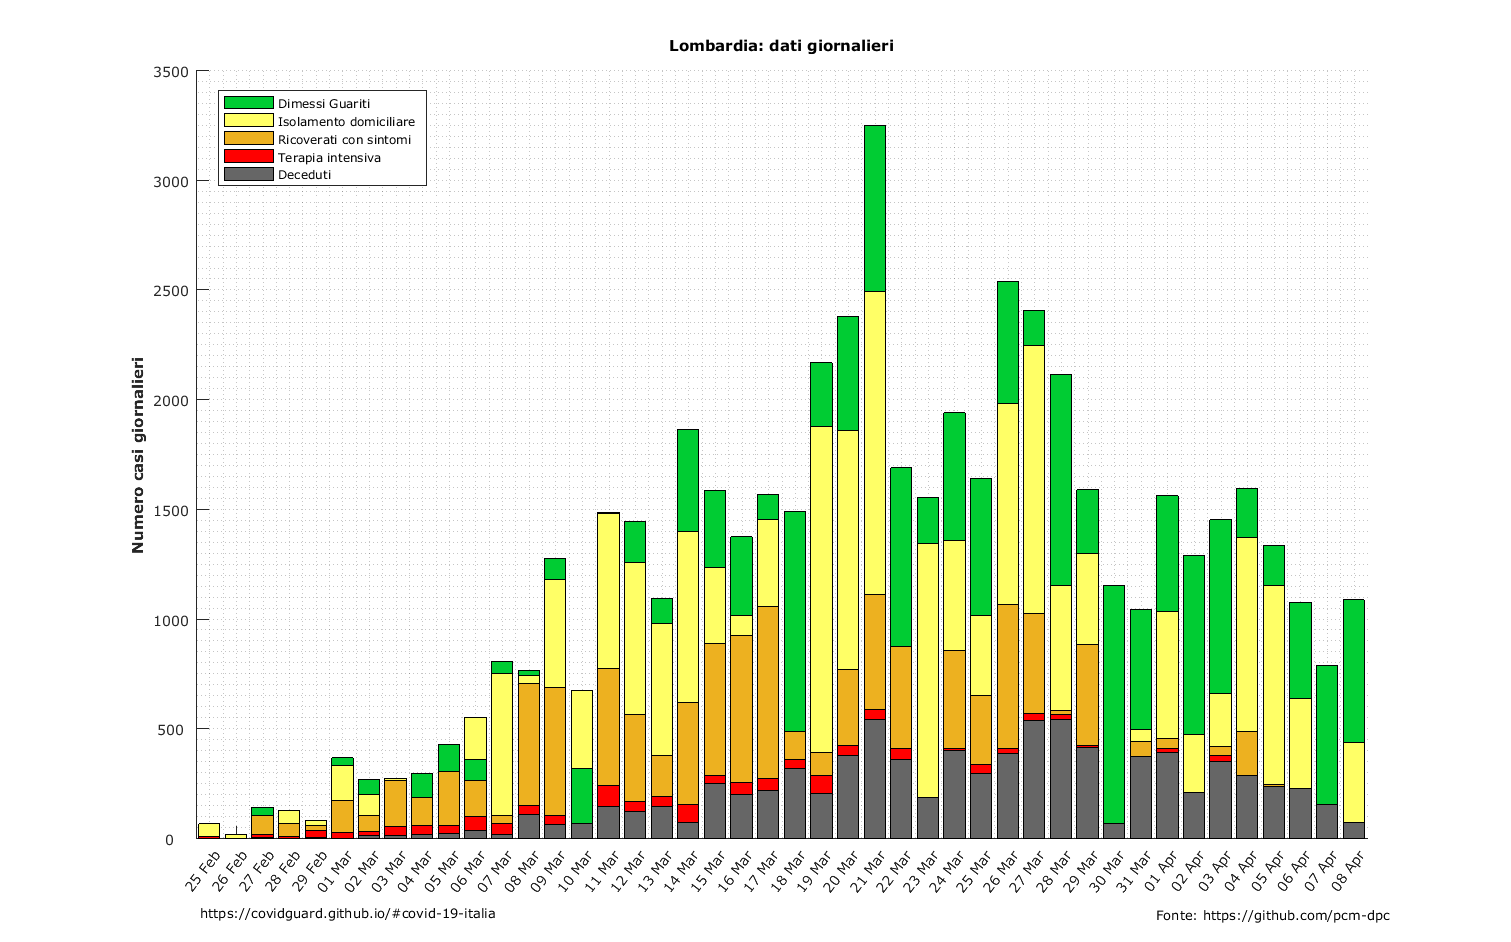 Lombardia: dati giornalieri
3500
3000
2500
2000
1500
1000
500
0
Numero casi giornalieri
Dimessi Guariti
Isolamento domiciliare
Ricoverati con sintomi
Terapia intensiva
Deceduti
25 Feb
26 Feb
27 Feb
28 Feb
29 Feb
01 Mar
02 Mar
03 Mar
04 Mar
05 Mar
06 Mar
07 Mar
08 Mar
09 Mar
10 Mar
11 Mar
12 Mar
13 Mar
14 Mar
15 Mar
16 Mar
17 Mar
18 Mar
19 Mar
20 Mar
21 Mar
22 Mar
23 Mar
24 Mar
25 Mar
26 Mar
27 Mar
28 Mar
29 Mar
30 Mar
31 Mar
01 Apr
02 Apr
03 Apr
04 Apr
05 Apr
06 Apr
07 Apr
08 Apr
https://covidguard.github.io/#covid-19-italia
Fonte: https://github.com/pcm-dpc